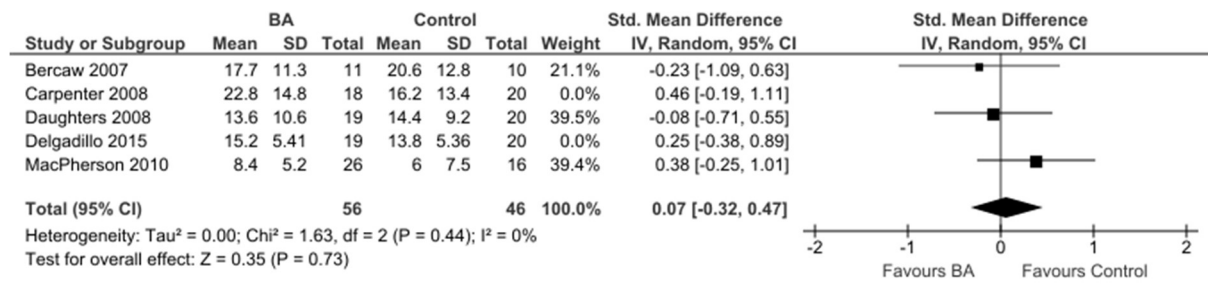 BA Control Std. Mean Difference Std. Mean Difference
Study or Subgroup Mean SD Total Mean SD Total Weight IV, Random, 95% CI IV, Random, 95% CI
Bercaw 2007 17.7 11.3 11 20.6 12.8 10 21.1% -0.23 [-1.09, 0.63]
Carpenter 2008 22.8 14.8 18 16.2 13.4 20 0.0% 0.46 [-0.19, 1.11]
Daughters 2008 13.6 10.6 19 14.4 9.2 20 39.5% -0.08 [-0.71, 0.55]
Delgadillo 2015 15.2 5.41 19 13.8 5.36 20 0.0% 0.25 [-0.38, 0.89]
MacPherson 2010 8.4 5.2 26 6 7.5 16 39.4% 0.38 [-0.25, 1.01]
Total (95% CI) 56 46 100.0% 0.07 [-0.32, 0.47]
Heterogeneity: Tau² = 0.00; Chi² = 1.63, df = 2 (P = 0.44); I² = 0%
Test for overall effect: Z = 0.35 (P = 0.73)
-2 -1 0 1 2
Favours BA Favours Control